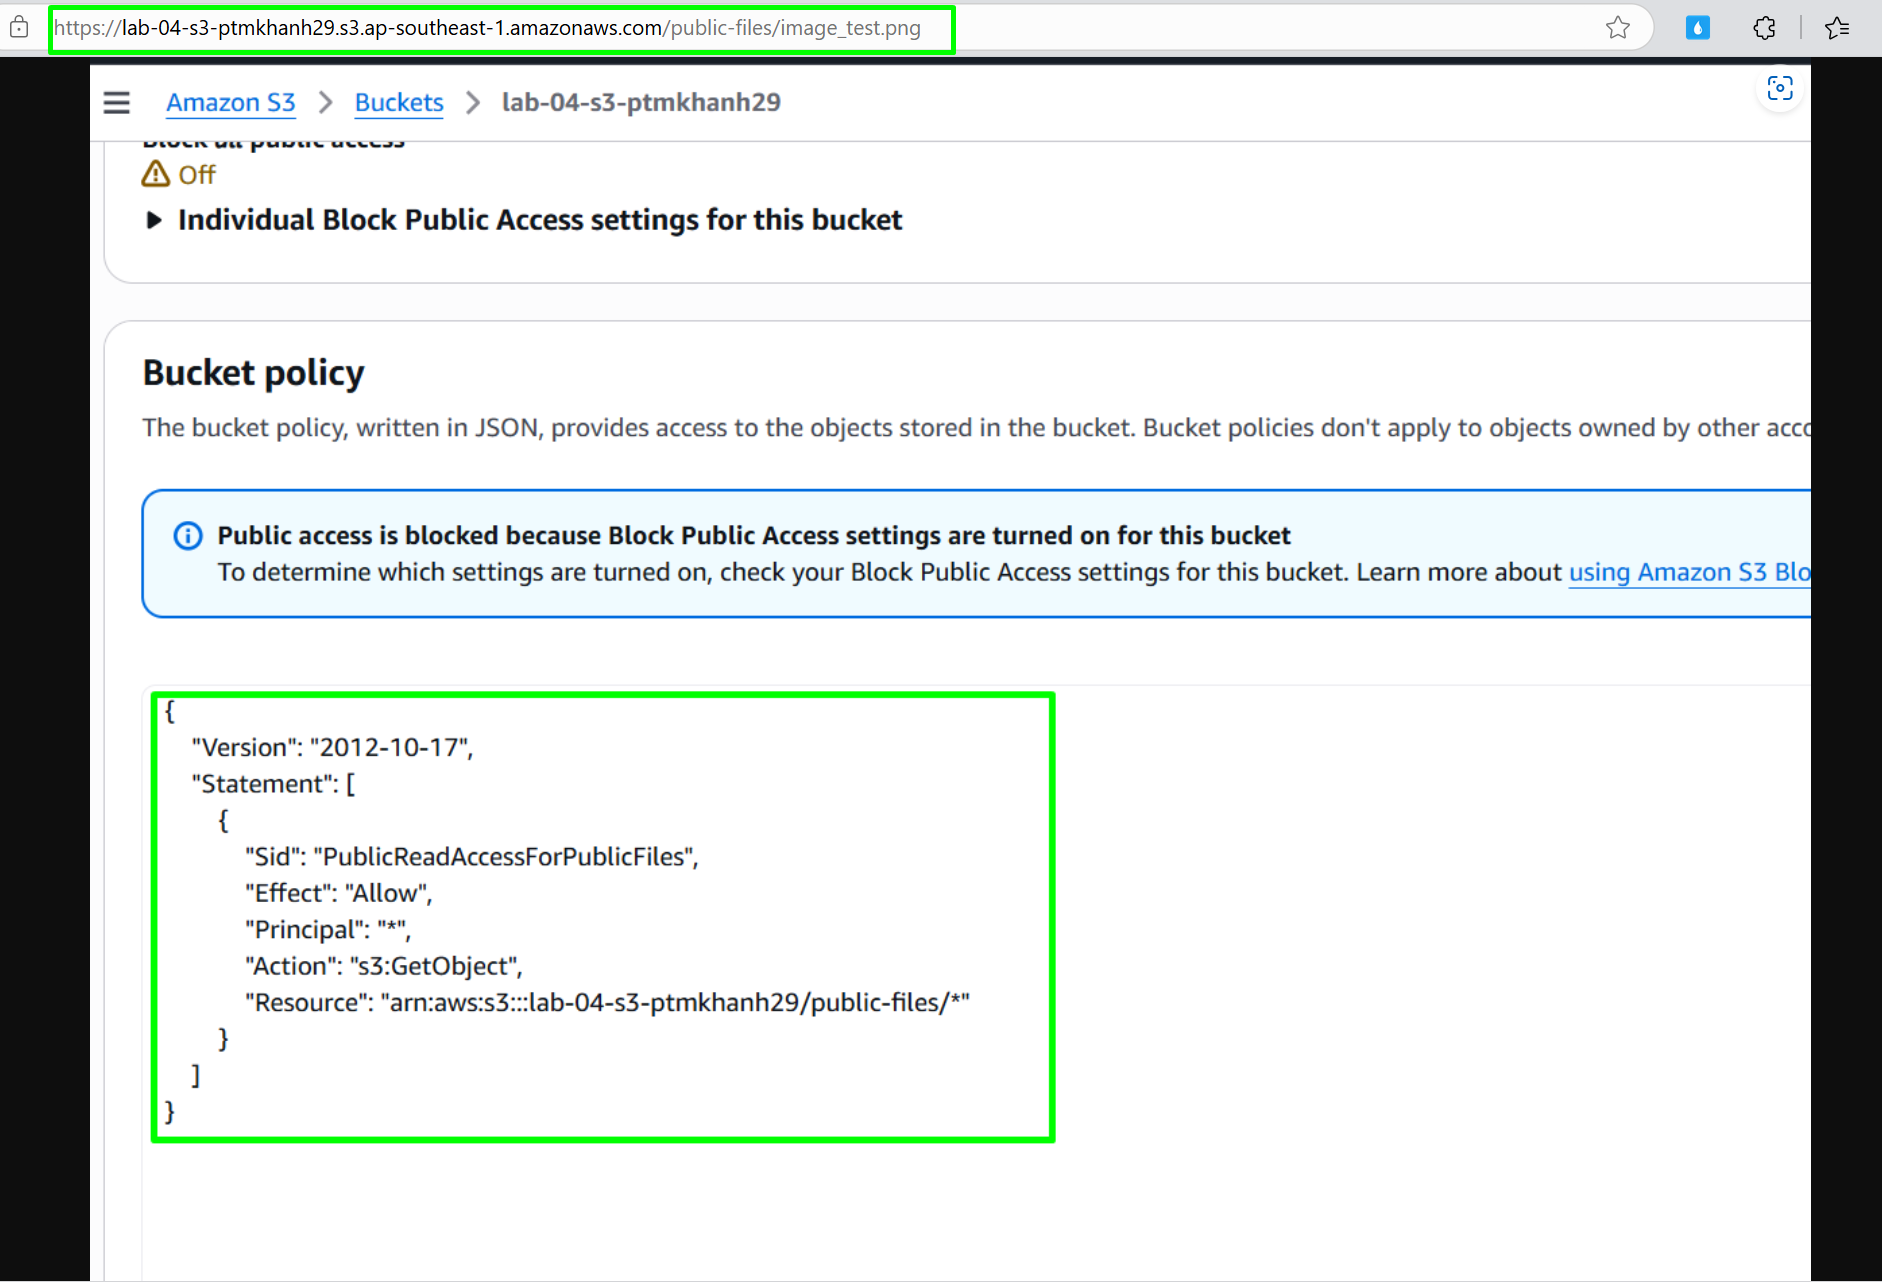 https://lab-04-s3-ptmkhanh29.s3.ap-southeast-1.amazonaws.com/public-files/image_test.png
Amazon S3 > Buckets > lab-04-s3-ptmkhanh29
Block all public access
Off
Individual Block Public Access settings for this bucket
Bucket policy
The bucket policy, written in JSON, provides access to the objects stored in the bucket. Bucket policies don't apply to objects owned by other acco
Public access is blocked because Block Public Access settings are turned on for this bucket
To determine which settings are turned on, check your Block Public Access settings for this bucket. Learn more about using Amazon S3 Blo
{
"Version": "2012-10-17",
"Statement": [
{
"Sid": "PublicReadAccessForPublicFiles",
"Effect": "Allow",
"Principal": "*",
"Action": "s3:GetObject",
"Resource": "arn:aws:s3:::lab-04-s3-ptmkhanh29/public-files/*"
}
]
}